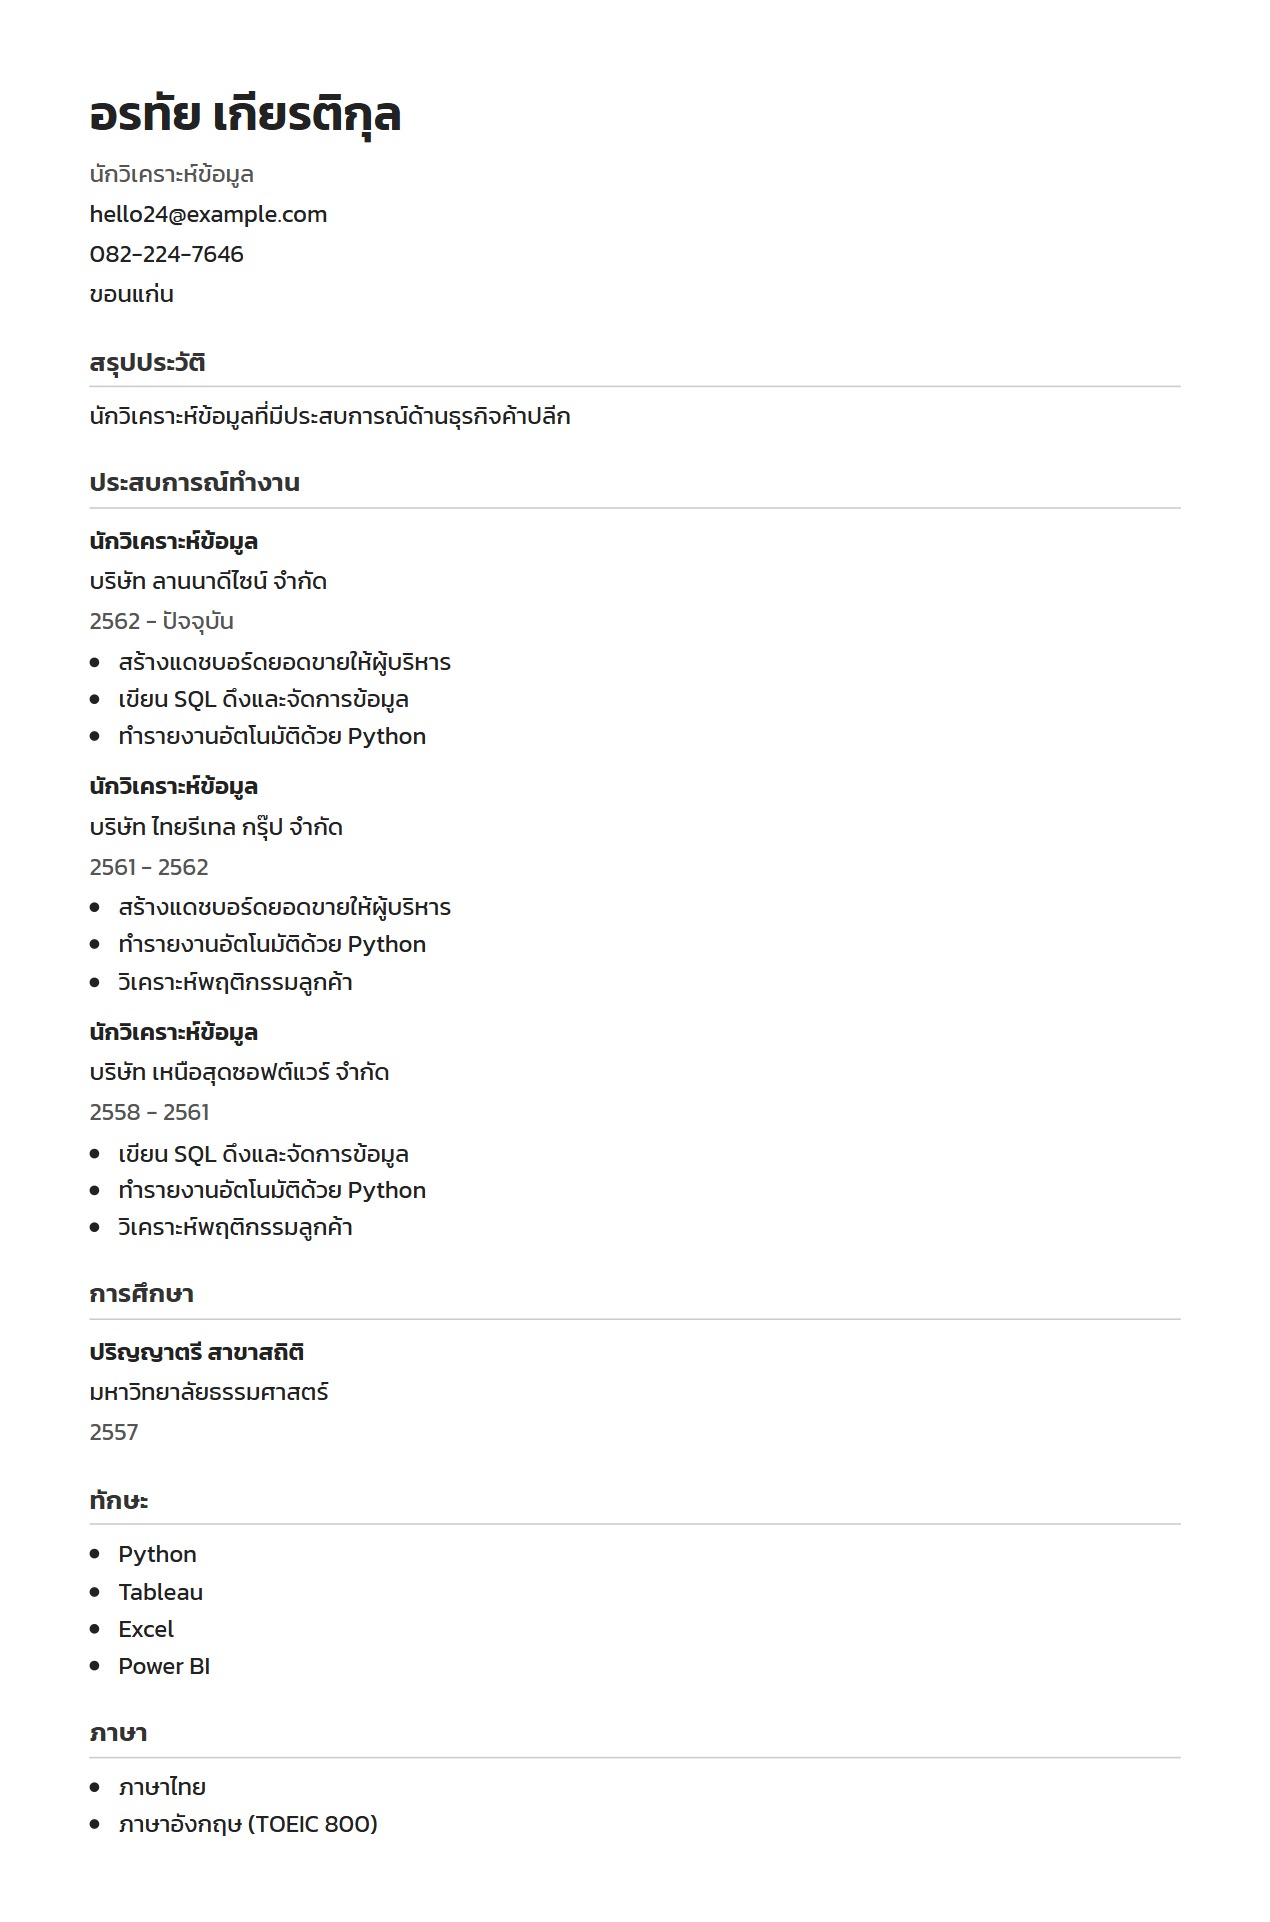 อรทัย เกียรติกุล
นักวิเคราะห์ข้อมูล
hello24@example.com
082-224-7646
ขอนแก่น
สรุปประวัติ
นักวิเคราะห์ข้อมูลที่มีประสบการณ์ด้านธุรกิจค้าปลีก
ประสบการณ์ทำงาน
นักวิเคราะห์ข้อมูล
บริษัท ลานนาดีไซน์ จำกัด
2562 - ปัจจุบัน
• สร้างแดชบอร์ดยอดขายให้ผู้บริหาร
• เขียน SQL ดึงและจัดการข้อมูล
• ทำรายงานอัตโนมัติด้วย Python
นักวิเคราะห์ข้อมูล
บริษัท ไทยรีเทล กรุ๊ป จำกัด
2561 - 2562
• สร้างแดชบอร์ดยอดขายให้ผู้บริหาร
• ทำรายงานอัตโนมัติด้วย Python
• วิเคราะห์พฤติกรรมลูกค้า
นักวิเคราะห์ข้อมูล
บริษัท เหนือสุดซอฟต์แวร์ จำกัด
2558 - 2561
• เขียน SQL ดึงและจัดการข้อมูล
• ทำรายงานอัตโนมัติด้วย Python
• วิเคราะห์พฤติกรรมลูกค้า
การศึกษา
ปริญญาตรี สาขาสถิติ
มหาวิทยาลัยธรรมศาสตร์
2557
ทักษะ
• Python
• Tableau
• Excel
• Power BI
ภาษา
• ภาษาไทย
• ภาษาอังกฤษ (TOEIC 800)